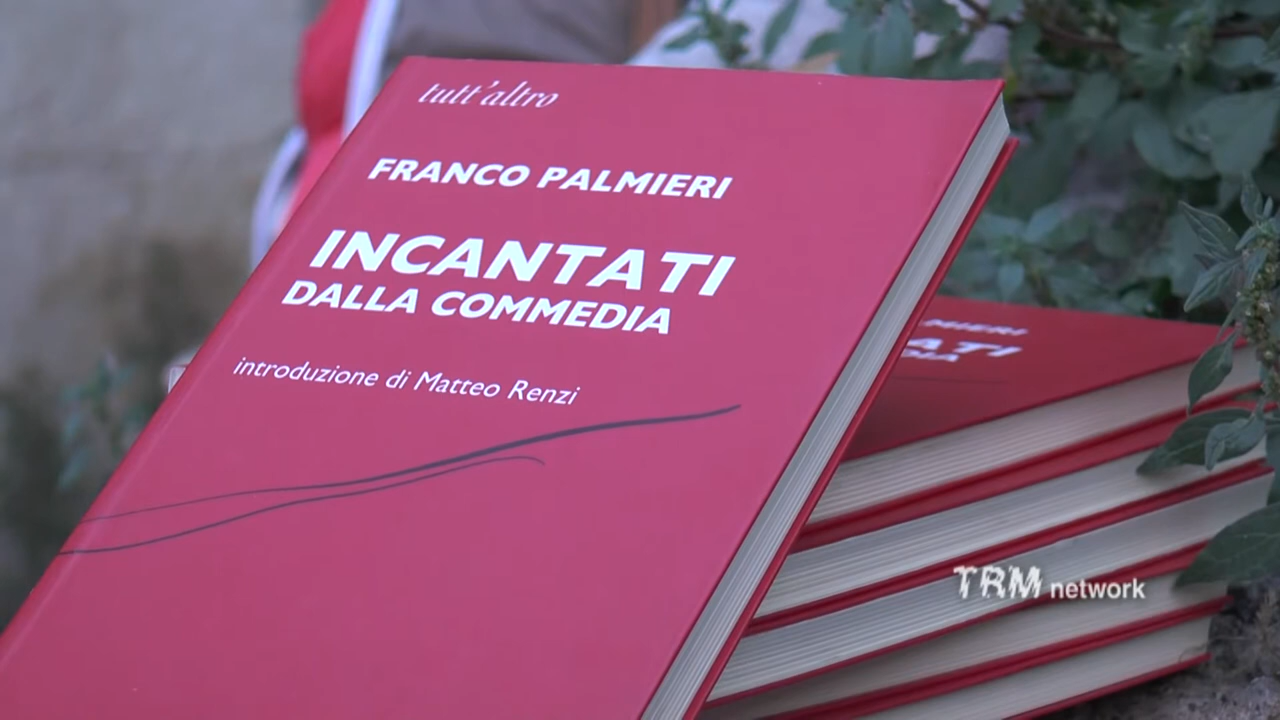 tutt'altro
FRANCO PALMIERI
INCANTATI
DALLA COMMEDIA
introduzione di Matteo Renzi
TRM network